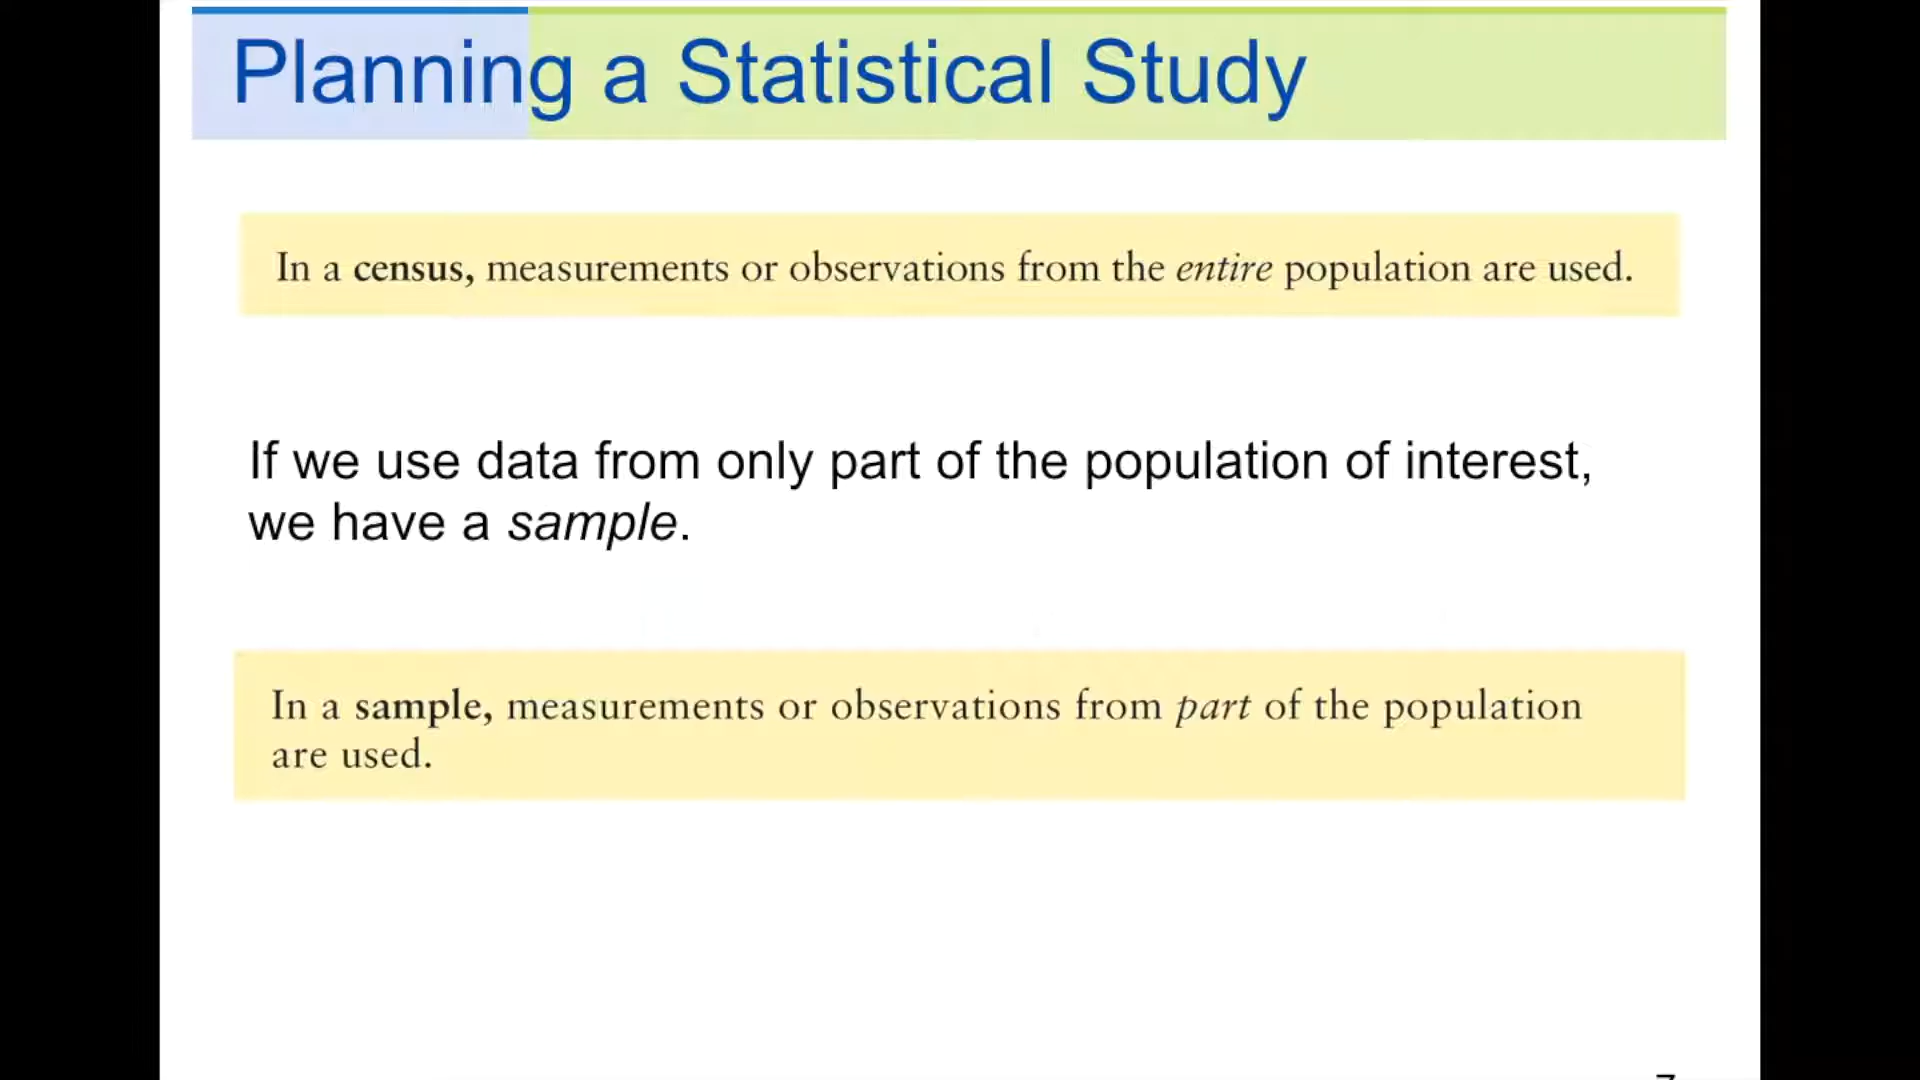 Planning a Statistical Study
In a census, measurements or observations from the entire population are used.
If we use data from only part of the population of interest,
we have a sample.
In a sample, measurements or observations from part of the population
are used.